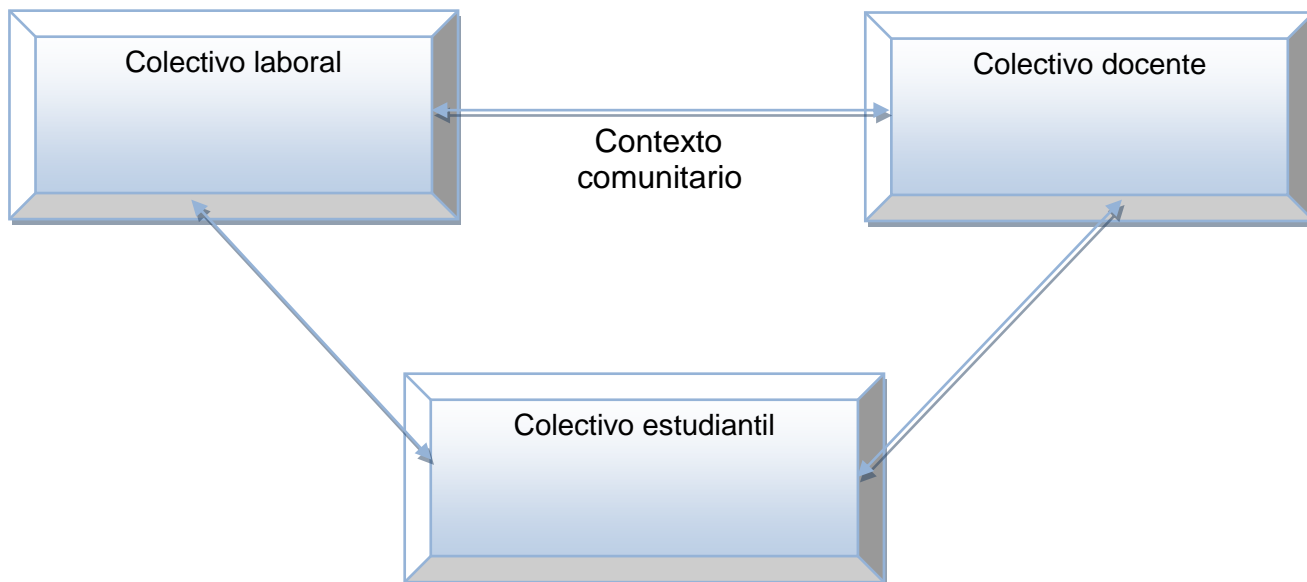 Colectivo laboral
Colectivo docente
Contexto
comunitario
Colectivo estudiantil